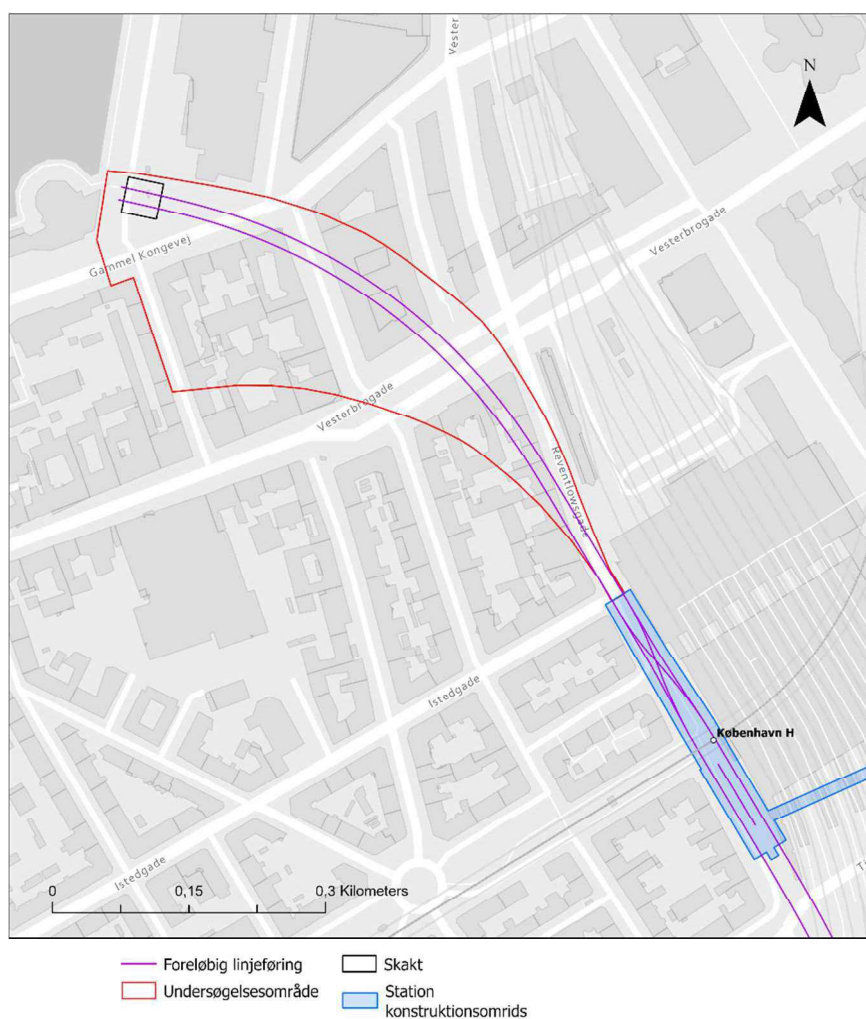 Vester
N
Gammel Kongevej
Vesterbrogade
Vesterbrogade
Reventlowsgade
Istedgade
København H
Istedgade
0 0,15 0,3 Kilometers
Foreløbig linjeføring
Skakt
Undersøgelsesområde
Station
konstruktionsomrids